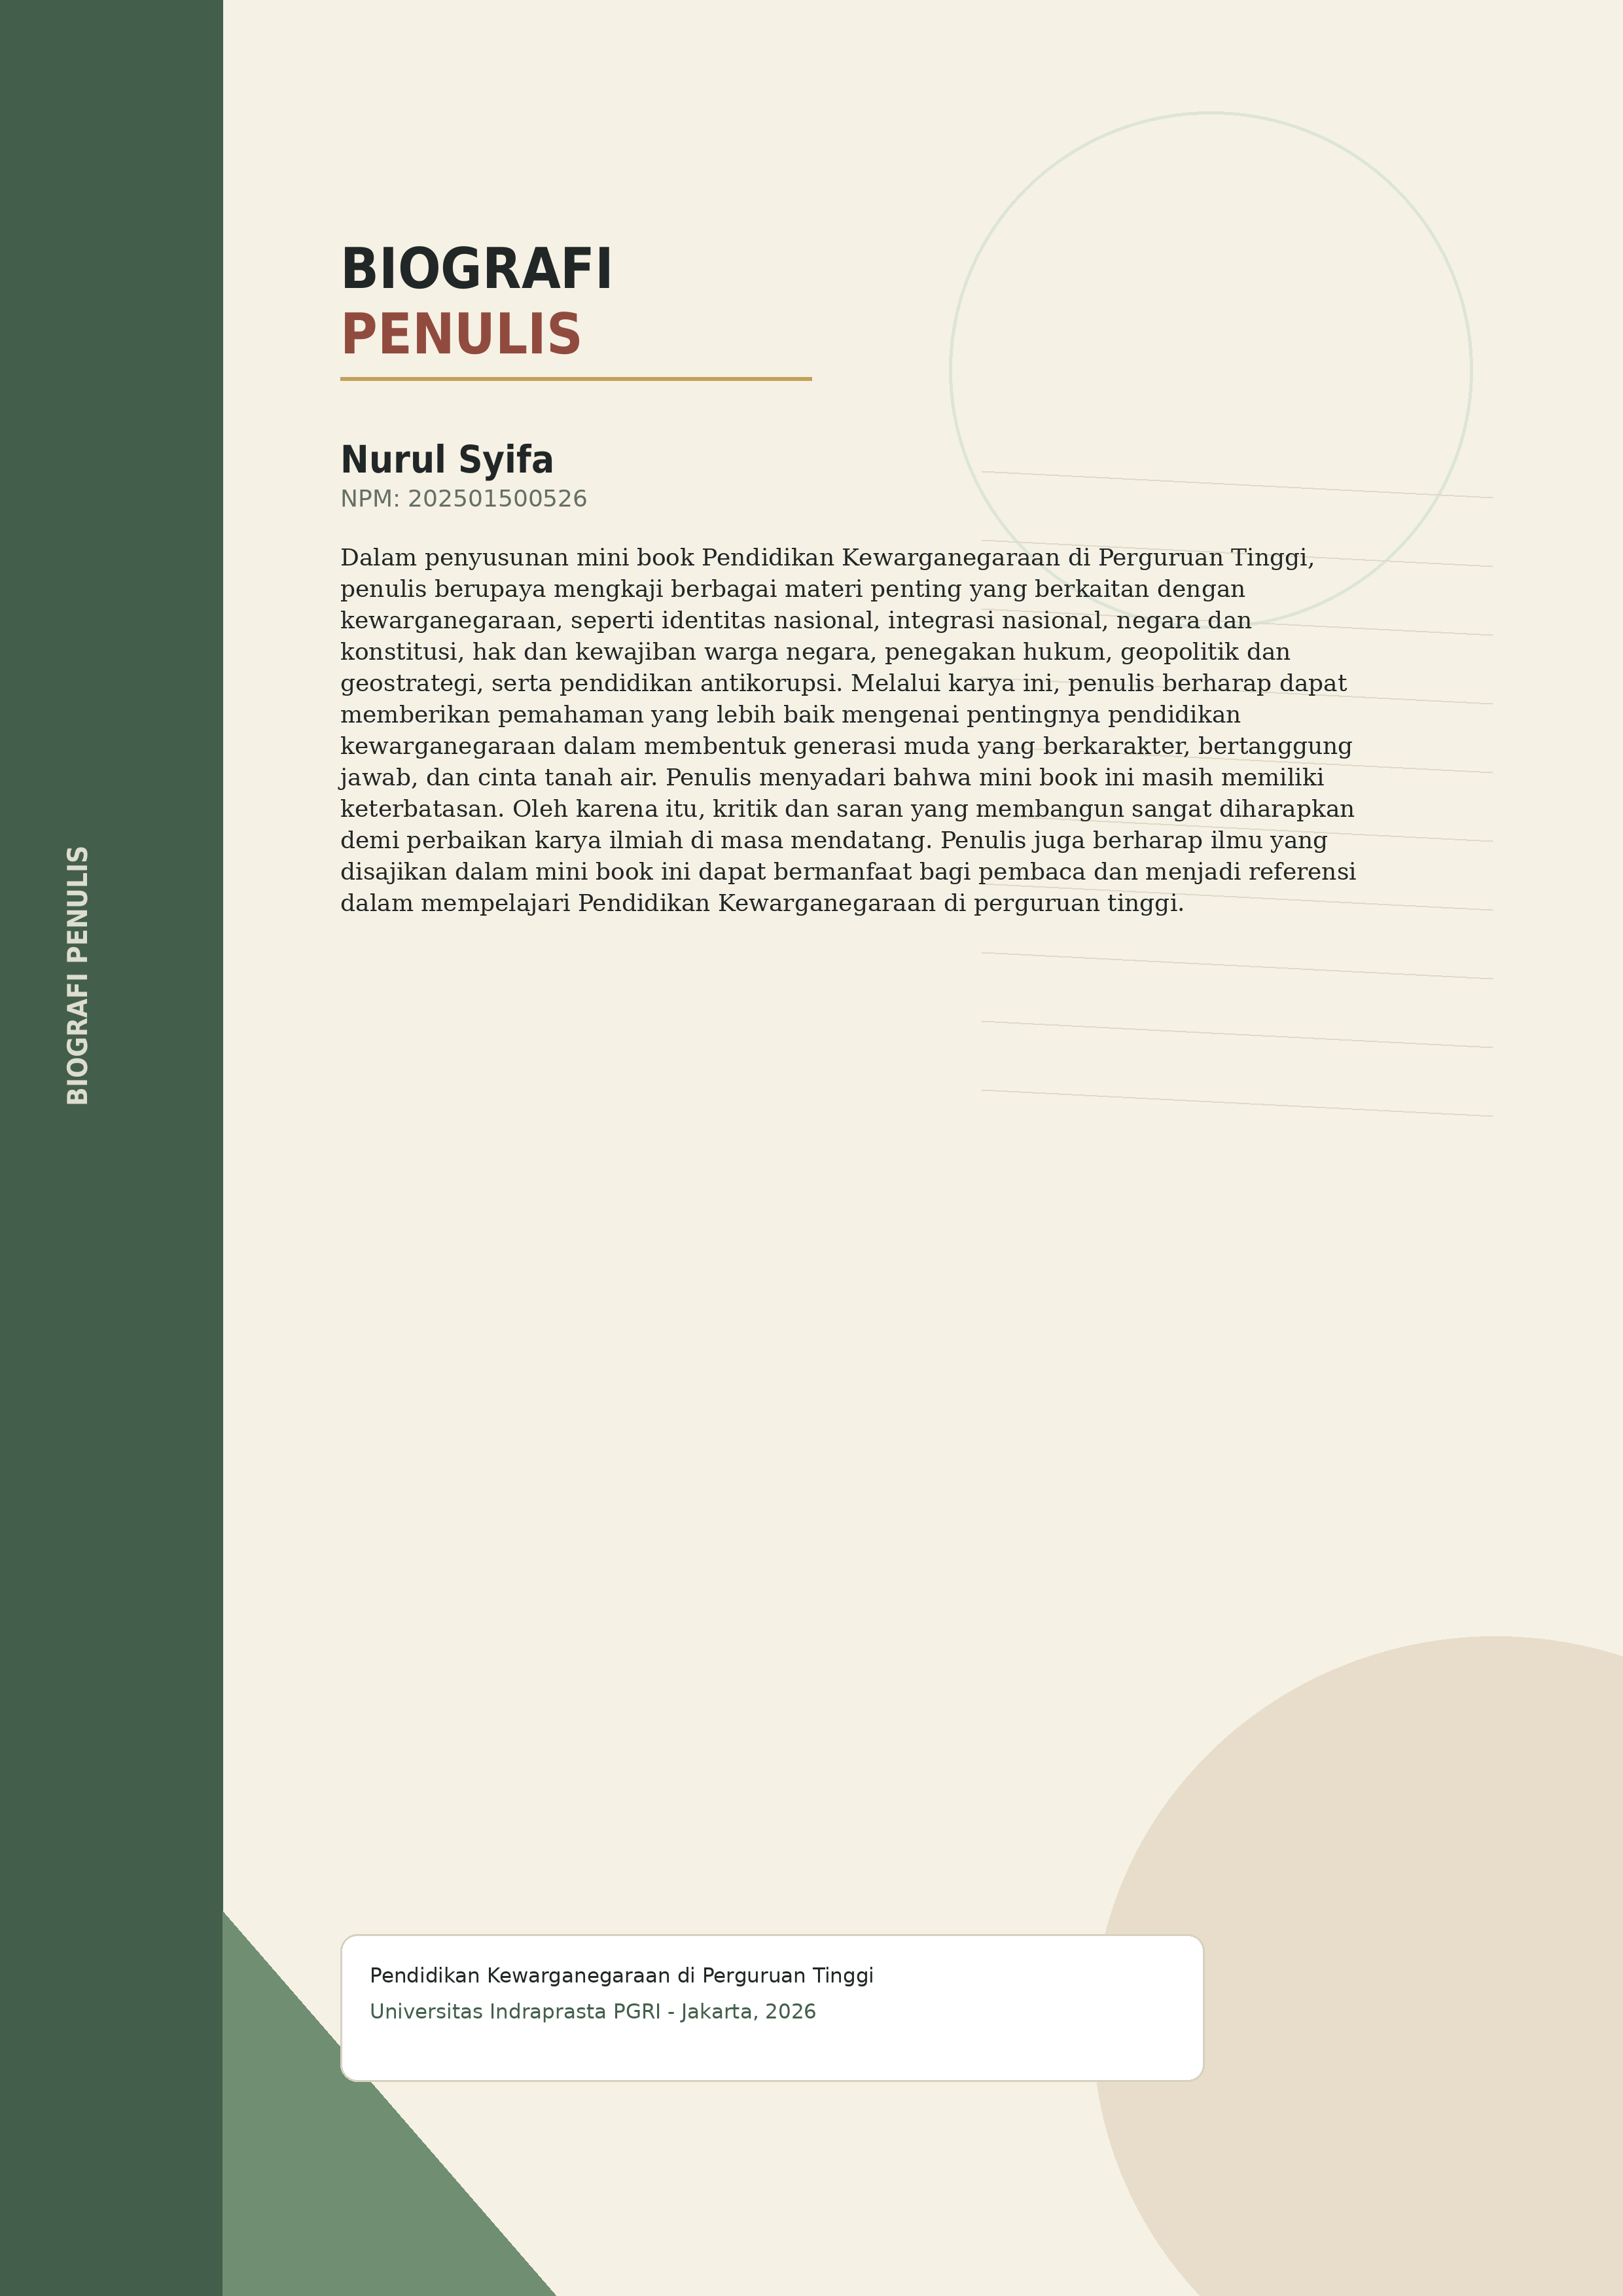 BIOGRAFI PENULIS
BIOGRAFI
PENULIS
Nurul Syifa
NPM: 202501500526
Dalam penyusunan mini book Pendidikan Kewarganegaraan di Perguruan Tinggi,
penulis berupaya mengkaji berbagai materi penting yang berkaitan dengan
kewarganegaraan, seperti identitas nasional, integrasi nasional, negara dan
konstitusi, hak dan kewajiban warga negara, penegakan hukum, geopolitik dan
geostrategi, serta pendidikan antikorupsi. Melalui karya ini, penulis berharap dapat
memberikan pemahaman yang lebih baik mengenai pentingnya pendidikan
kewarganegaraan dalam membentuk generasi muda yang berkarakter, bertanggung
jawab, dan cinta tanah air. Penulis menyadari bahwa mini book ini masih memiliki
keterbatasan. Oleh karena itu, kritik dan saran yang membangun sangat diharapkan
demi perbaikan karya ilmiah di masa mendatang. Penulis juga berharap ilmu yang
disajikan dalam mini book ini dapat bermanfaat bagi pembaca dan menjadi referensi
dalam mempelajari Pendidikan Kewarganegaraan di perguruan tinggi.
Pendidikan Kewarganegaraan di Perguruan Tinggi
Universitas Indraprasta PGRI - Jakarta, 2026